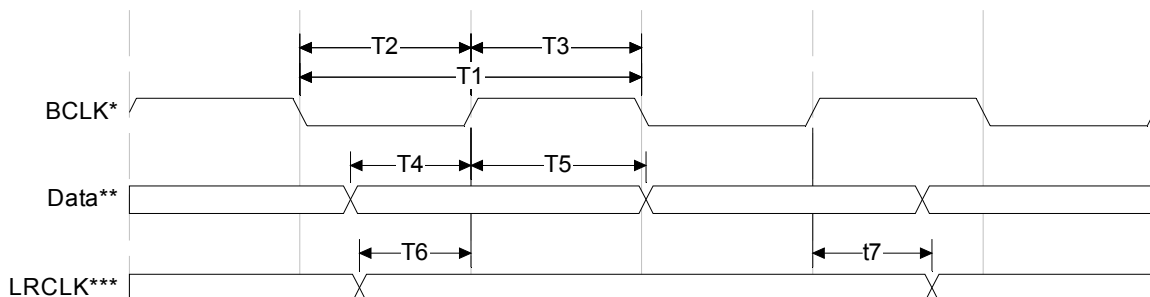 T2 T3
T1
BCLK*
T4 T5
Data**
T6 t7
LRCLK***